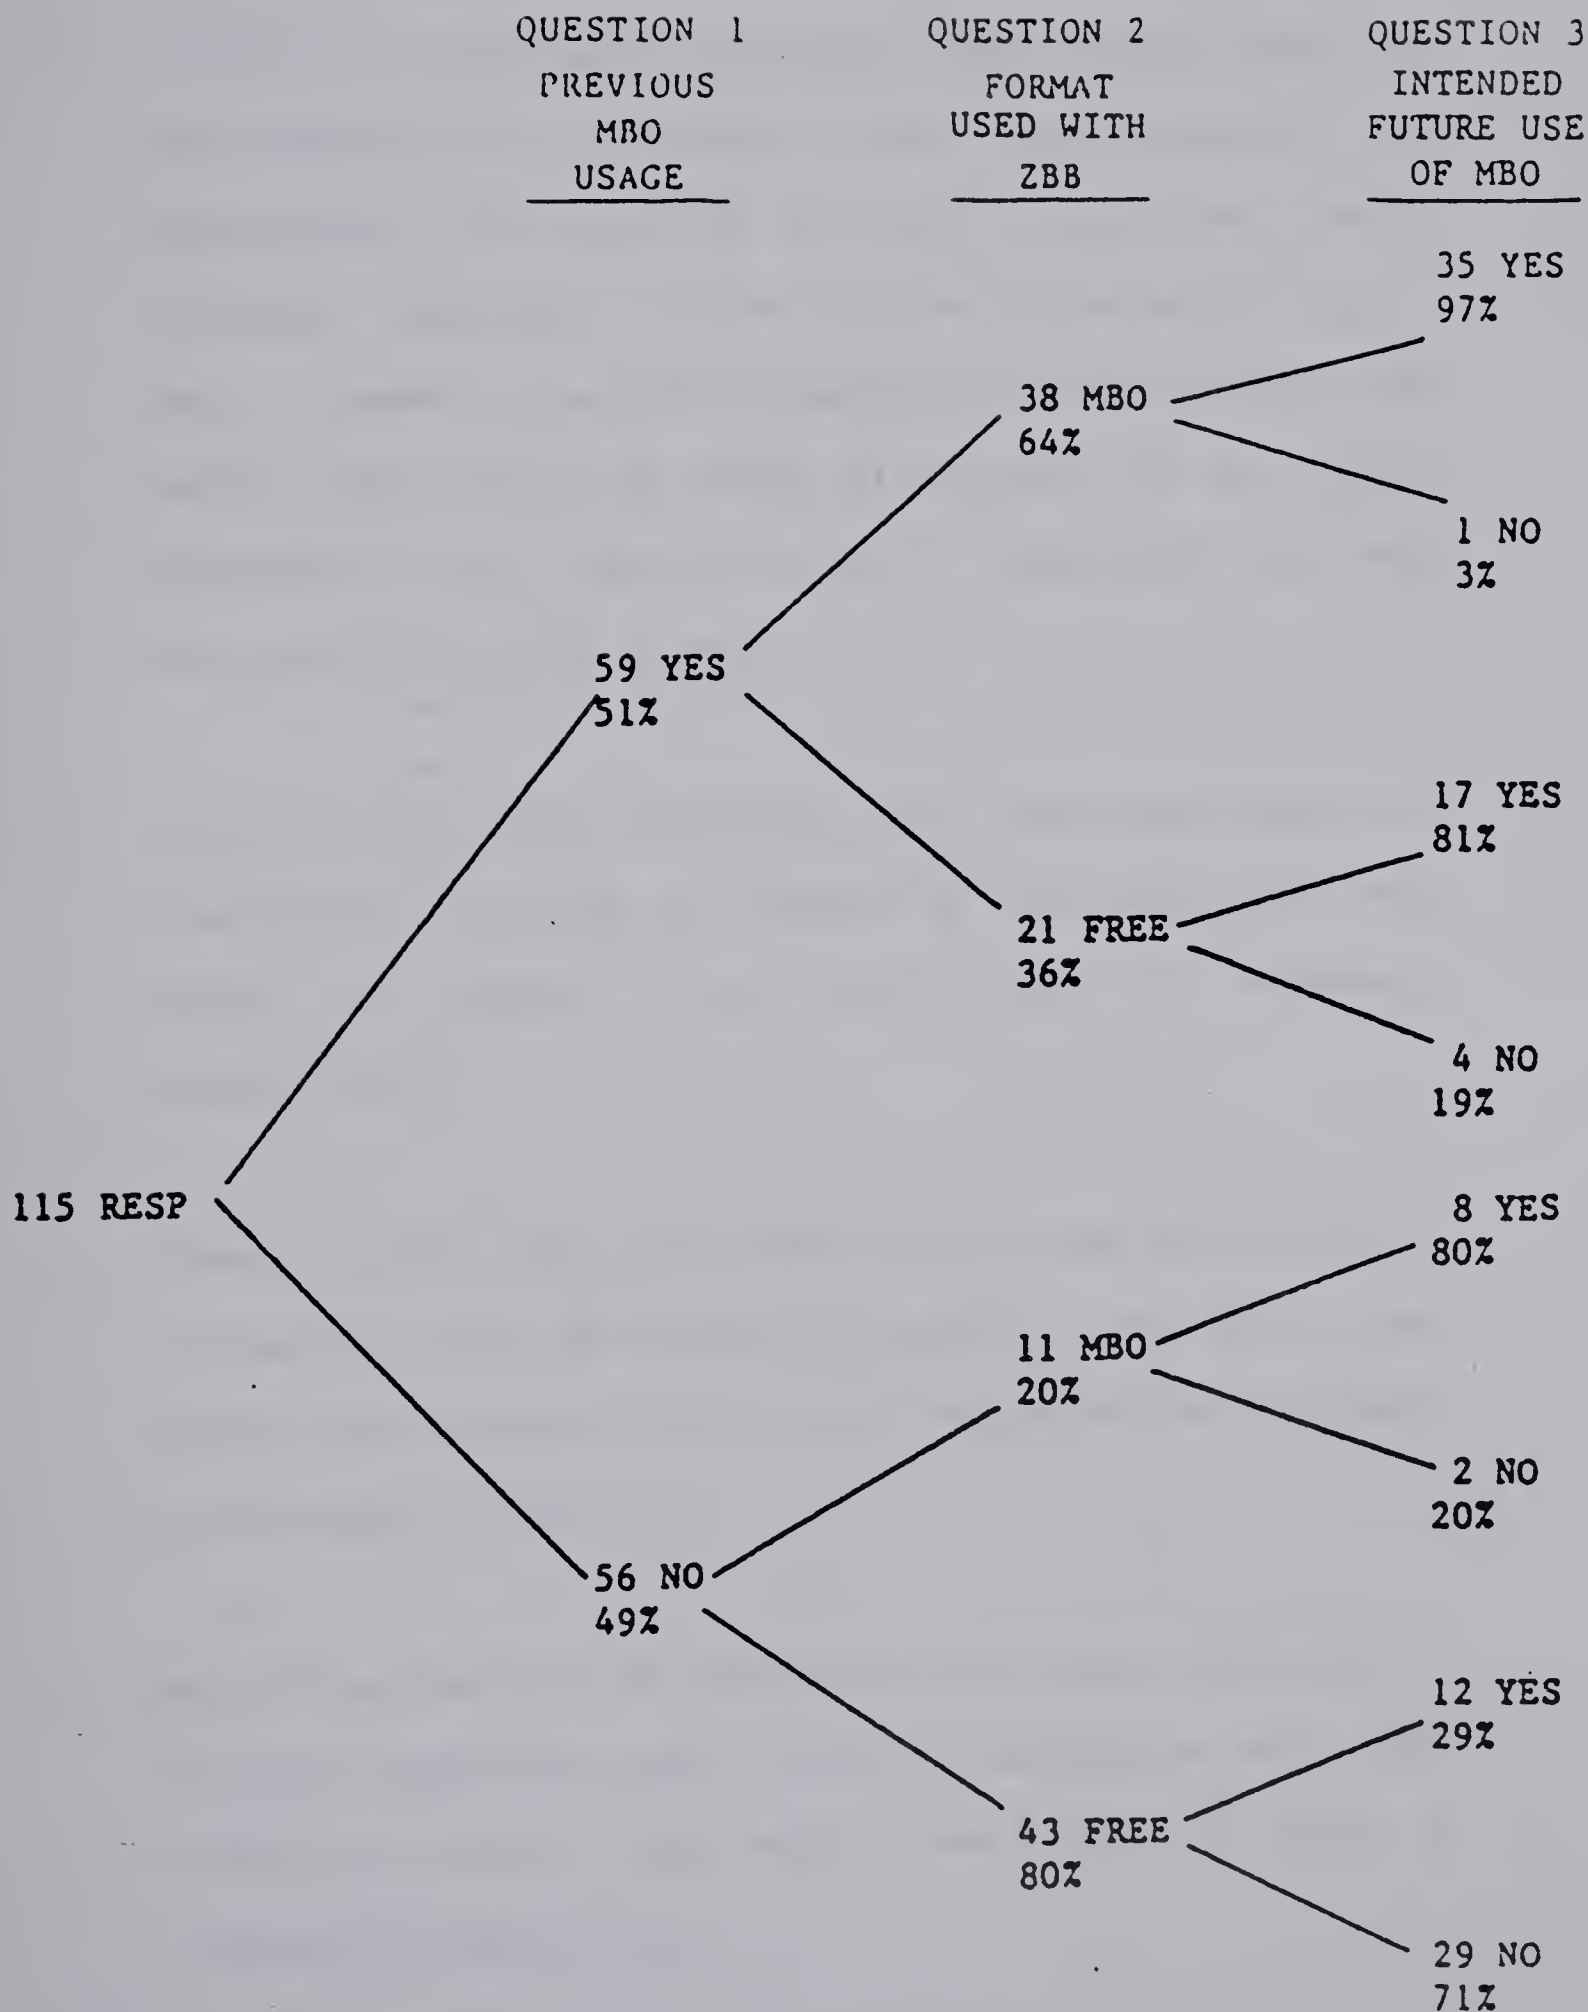 QUESTION 1
PREVIOUS
MBO
USAGE
QUESTION 2
FORMAT
USED WITH
ZBB
QUESTION 3
INTENDED
FUTURE USE
OF MBO
35 YES
97%
38 MBO
64%
1 NO
3%
59 YES
51%
17 YES
81%
21 FREE
36%
4 NO
19%
115 RESP
8 YES
80%
11 MBO
20%
2 NO
20%
56 NO
49%
12 YES
29%
43 FREE
80%
29 NO
71%